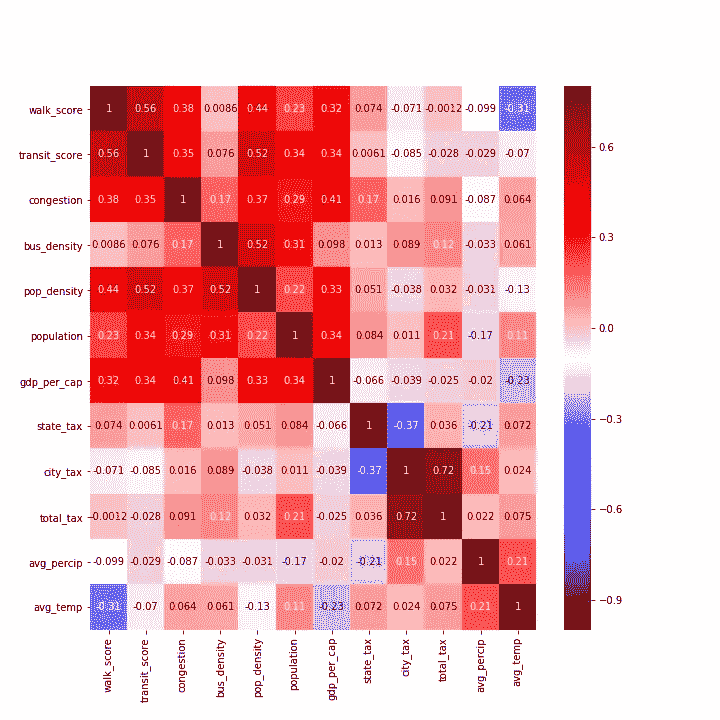 walk_score 1 0.56 0.38 0.0086 0.44 0.23 0.32 0.074 -0.071 -0.0012 -0.099 -0.31
transit_score 0.56 1 0.35 0.076 0.52 0.34 0.34 0.0061 -0.085 -0.028 -0.029 -0.07
congestion 0.38 0.35 1 0.17 0.37 0.29 0.41 0.17 0.016 0.091 -0.087 0.064
bus_density 0.0086 0.076 0.17 1 0.52 0.31 0.098 0.013 0.089 0.12 -0.033 0.061
pop_density 0.44 0.52 0.37 0.52 1 0.22 0.33 0.051 -0.038 0.032 -0.031 -0.13
population 0.23 0.34 0.29 0.31 0.22 1 0.34 0.084 0.011 0.21 -0.17 0.11
gdp_per_cap 0.32 0.34 0.41 0.098 0.33 0.34 1 -0.066 -0.039 -0.025 -0.02 -0.23
state_tax 0.074 0.0061 0.17 0.013 0.051 0.084 -0.066 1 -0.37 0.036 -0.21 0.072
city_tax -0.071 -0.085 0.016 0.089 -0.038 0.011 -0.039 -0.37 1 0.72 0.15 0.024
total_tax -0.0012 -0.028 0.091 0.12 0.032 0.21 -0.025 0.036 0.72 1 0.022 0.075
avg_percip -0.099 -0.029 -0.087 -0.033 -0.031 -0.17 -0.02 -0.21 0.15 0.022 1 0.21
avg_temp -0.31 -0.07 0.064 0.061 -0.13 0.11 -0.23 0.072 0.024 0.075 0.21 1
walk_score
transit_score
congestion
bus_density
pop_density
population
gdp_per_cap
state_tax
city_tax
total_tax
avg_percip
avg_temp
0.6
0.3
0.0
−0.3
−0.6
−0.9